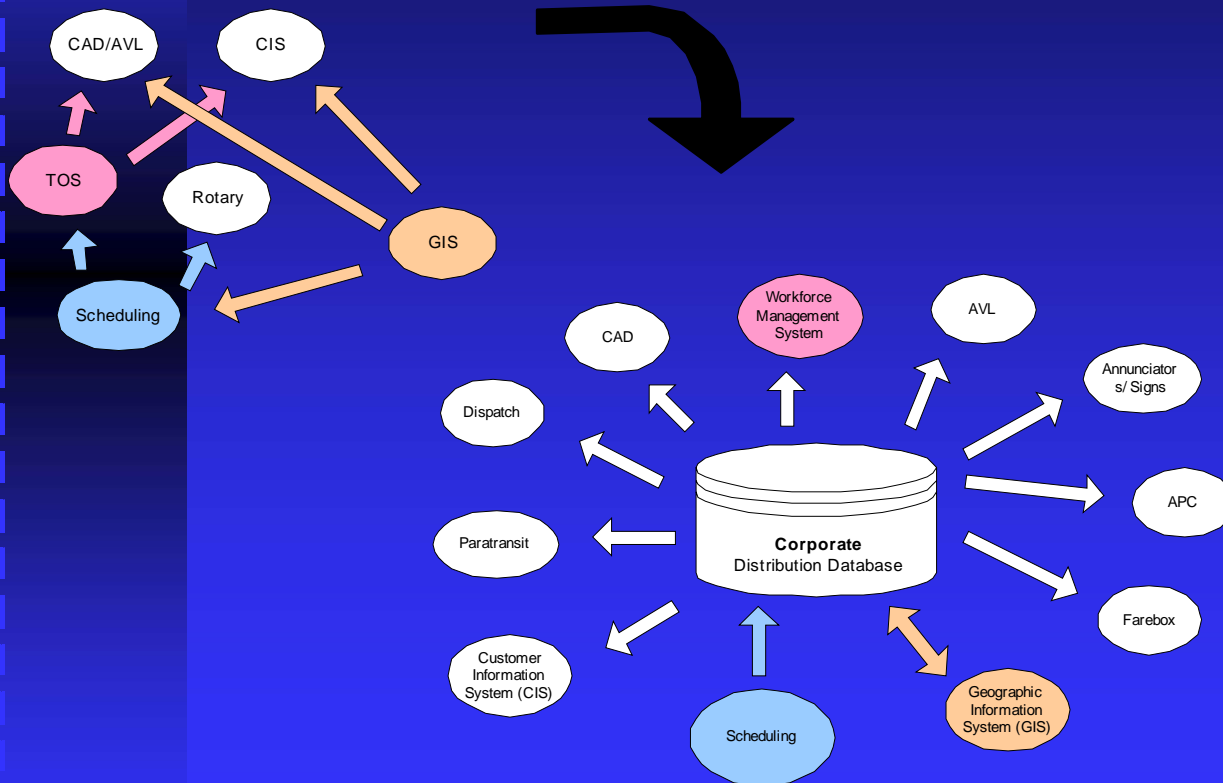 CAD/AVL
CIS
TOS
Rotary
GIS
Scheduling
Workforce
Management
System
AVL
CAD
Annunciator
s/ Signs
Dispatch
APC
Paratransit
Corporate
Distribution Database
Farebox
Customer
Information
System (CIS)
Geographic
Information
System (GIS)
Scheduling